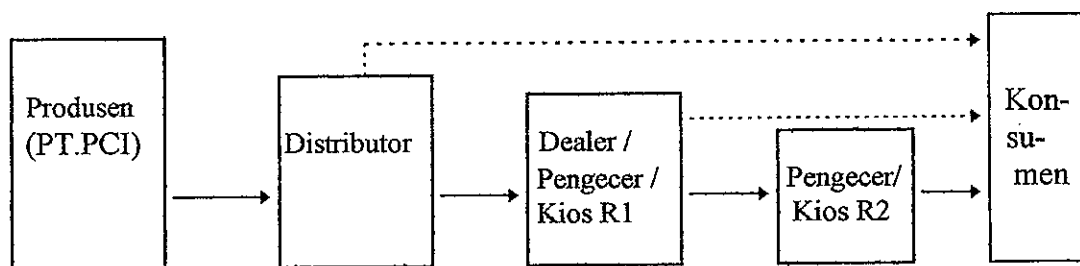 Produsen
(PT.PCI)
Distributor
Dealer /
Pengecer /
Kios R1
Pengecer/
Kios R2
Kon-
su-
men